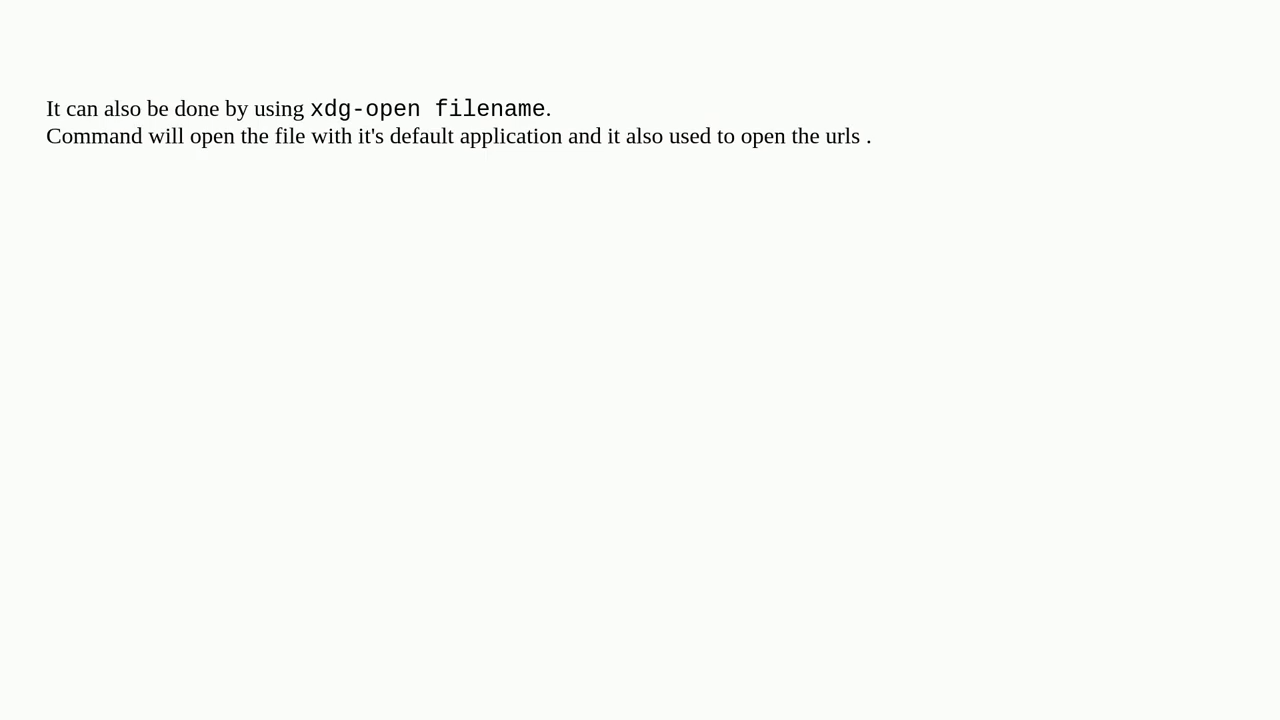 It can also be done by using xdg-open filename.
Command will open the file with it's default application and it also used to open the urls .